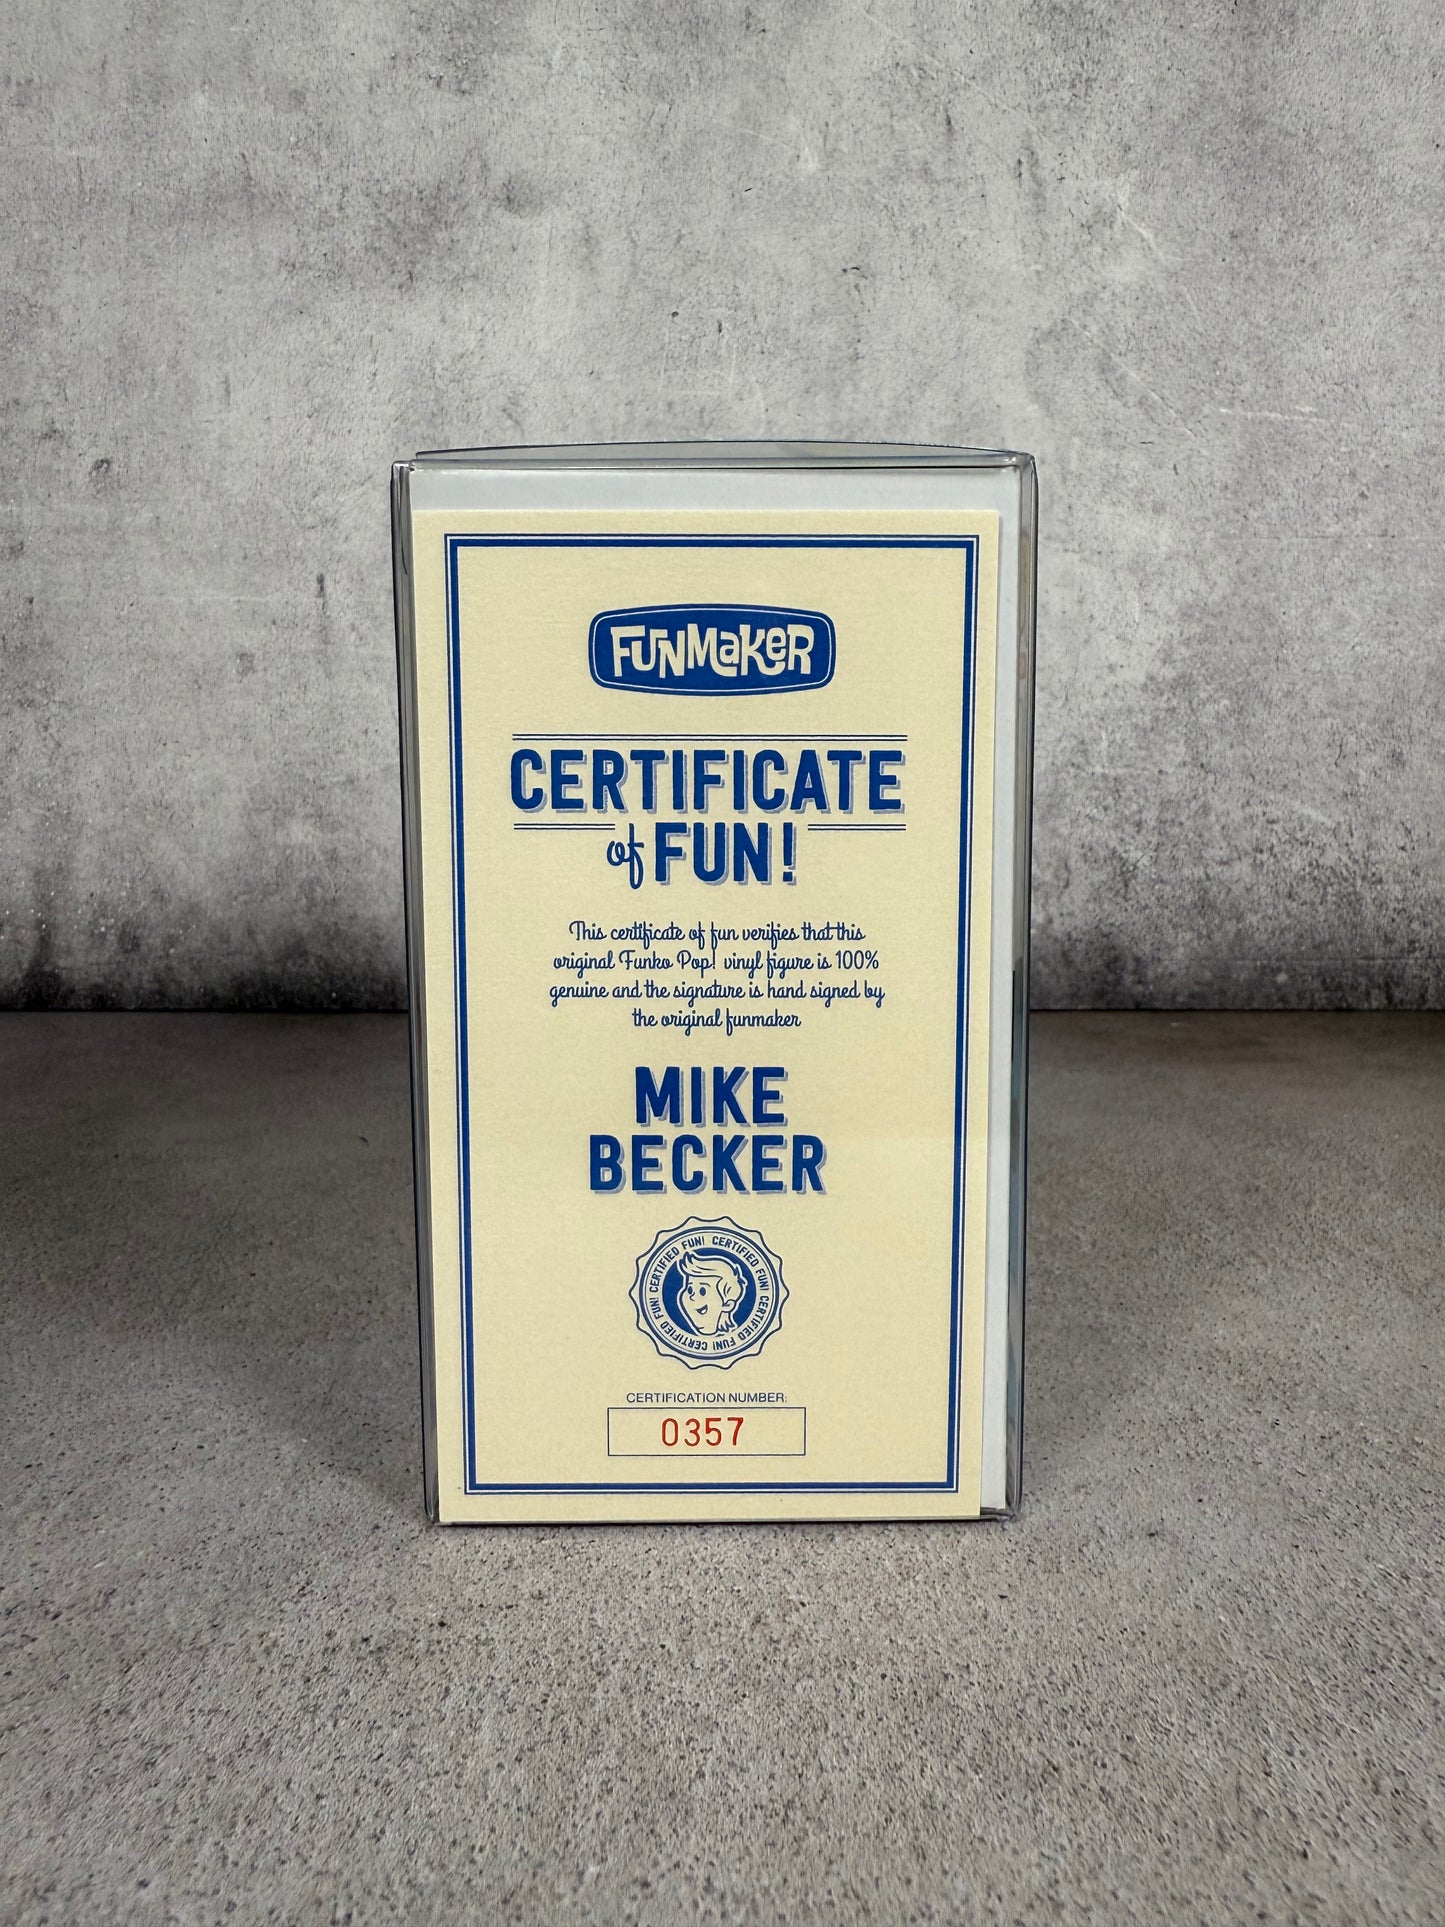 FUNMaKeR
CERTIFICATE
of FUN!
This certificate of fun verifies that this
original Funko Pop! vinyl figure is 100%
genuine and the signature is hand signed by
the original funmaker
MIKE
BECKER
CERTIFIED FUN! CERTIFIED FUN! CERTIFIED FUN! CERTIFIED FUN!
CERTIFICATION NUMBER:
0357